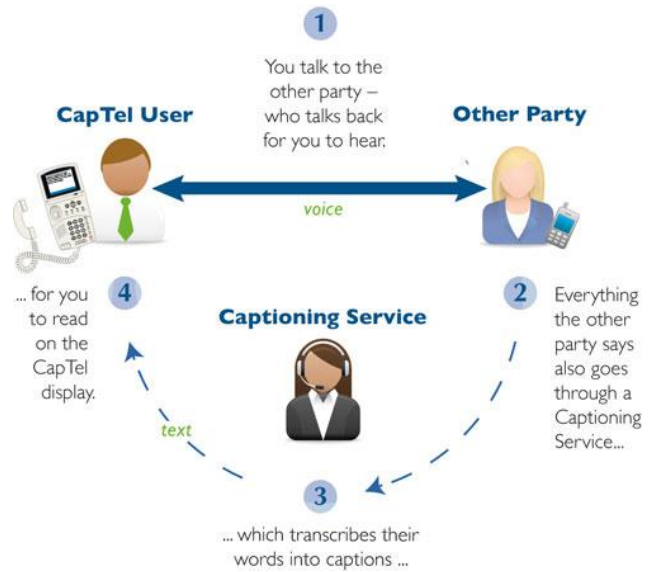 1
You talk to the
other party –
who talks back
for you to hear.
CapTel User
Other Party
voice
2
Everything
the other
party says
also goes
through a
Captioning
Service...
Captioning Service
3
... which transcribes their
words into captions ...
text
4
... for you
to read
on the
CapTel
display.